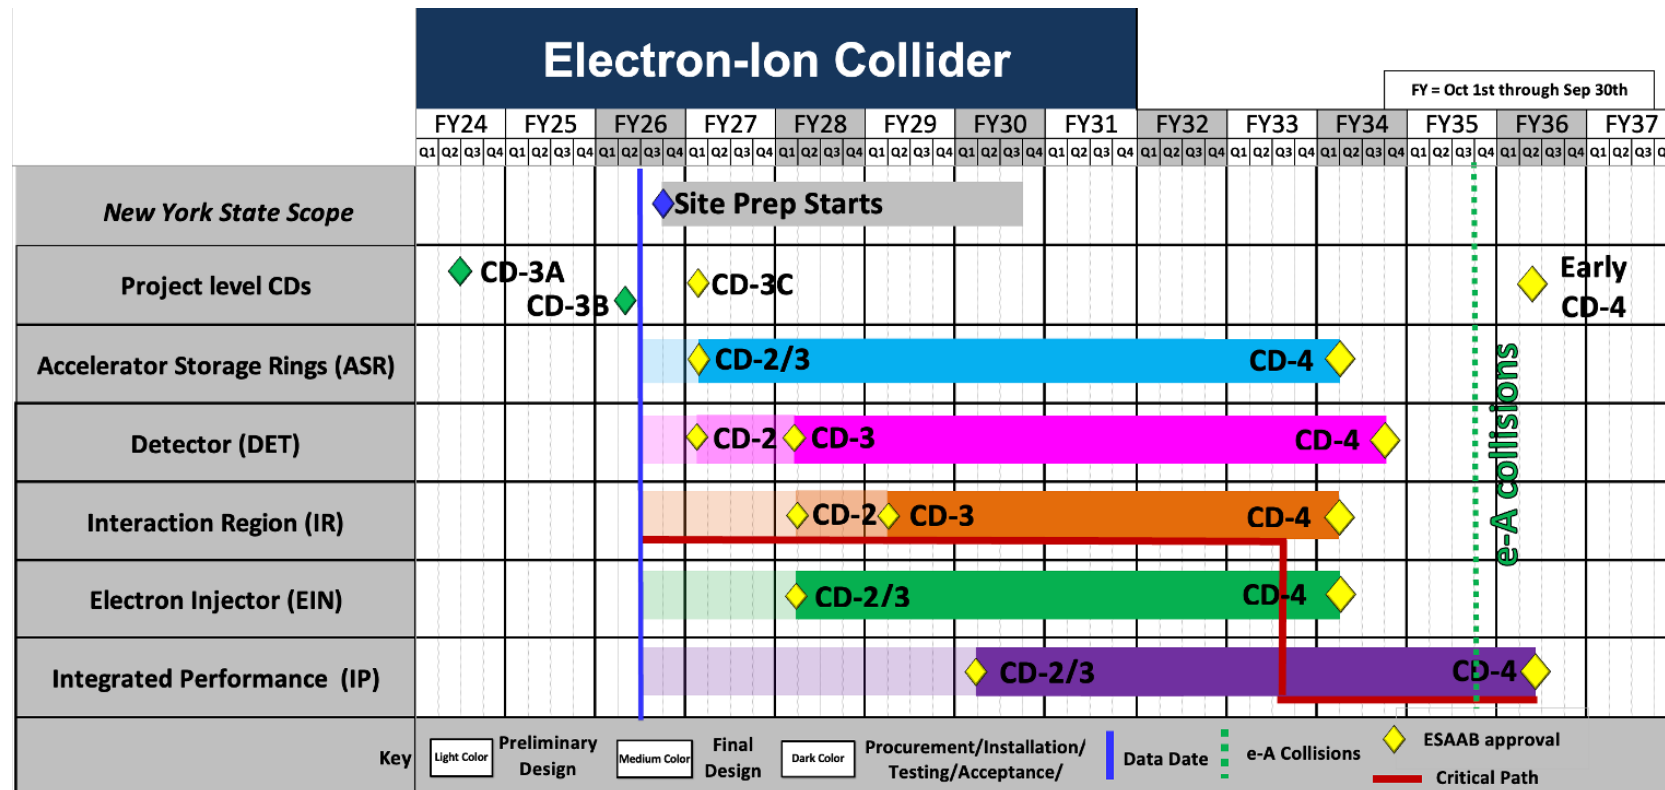 Electron-Ion Collider
FY = Oct 1st through Sep 30th
FY24 FY25 FY26 FY27 FY28 FY29 FY30 FY31 FY32 FY33 FY34 FY35 FY36 FY37
Q1 Q2 Q3 Q4 Q1 Q2 Q3 Q4 Q1 Q2 Q3 Q4 Q1 Q2 Q3 Q4 Q1 Q2 Q3 Q4 Q1 Q2 Q3 Q4 Q1 Q2 Q3 Q4 Q1 Q2 Q3 Q4 Q1 Q2 Q3 Q4 Q1 Q2 Q3 Q4 Q1 Q2 Q3 Q4 Q1 Q2 Q3 Q4 Q1 Q2 Q3 Q4 Q1 Q2 Q3
New York State Scope
Site Prep Starts
Project level CDs
CD-3A
CD-3B
CD-3C
Early
CD-4
Accelerator Storage Rings (ASR)
CD-2/3
CD-4
Detector (DET)
CD-2
CD-3
CD-4
e-A collisions
Interaction Region (IR)
CD-2
CD-3
CD-4
Electron Injector (EIN)
CD-2/3
CD-4
Integrated Performance (IP)
CD-2/3
CD-4
Key
Light Color
Preliminary
Design
Medium Color
Final
Design
Dark Color
Procurement/Installation/
Testing/Acceptance/
Data Date
e-A Collisions
ESAAB approval
Critical Path